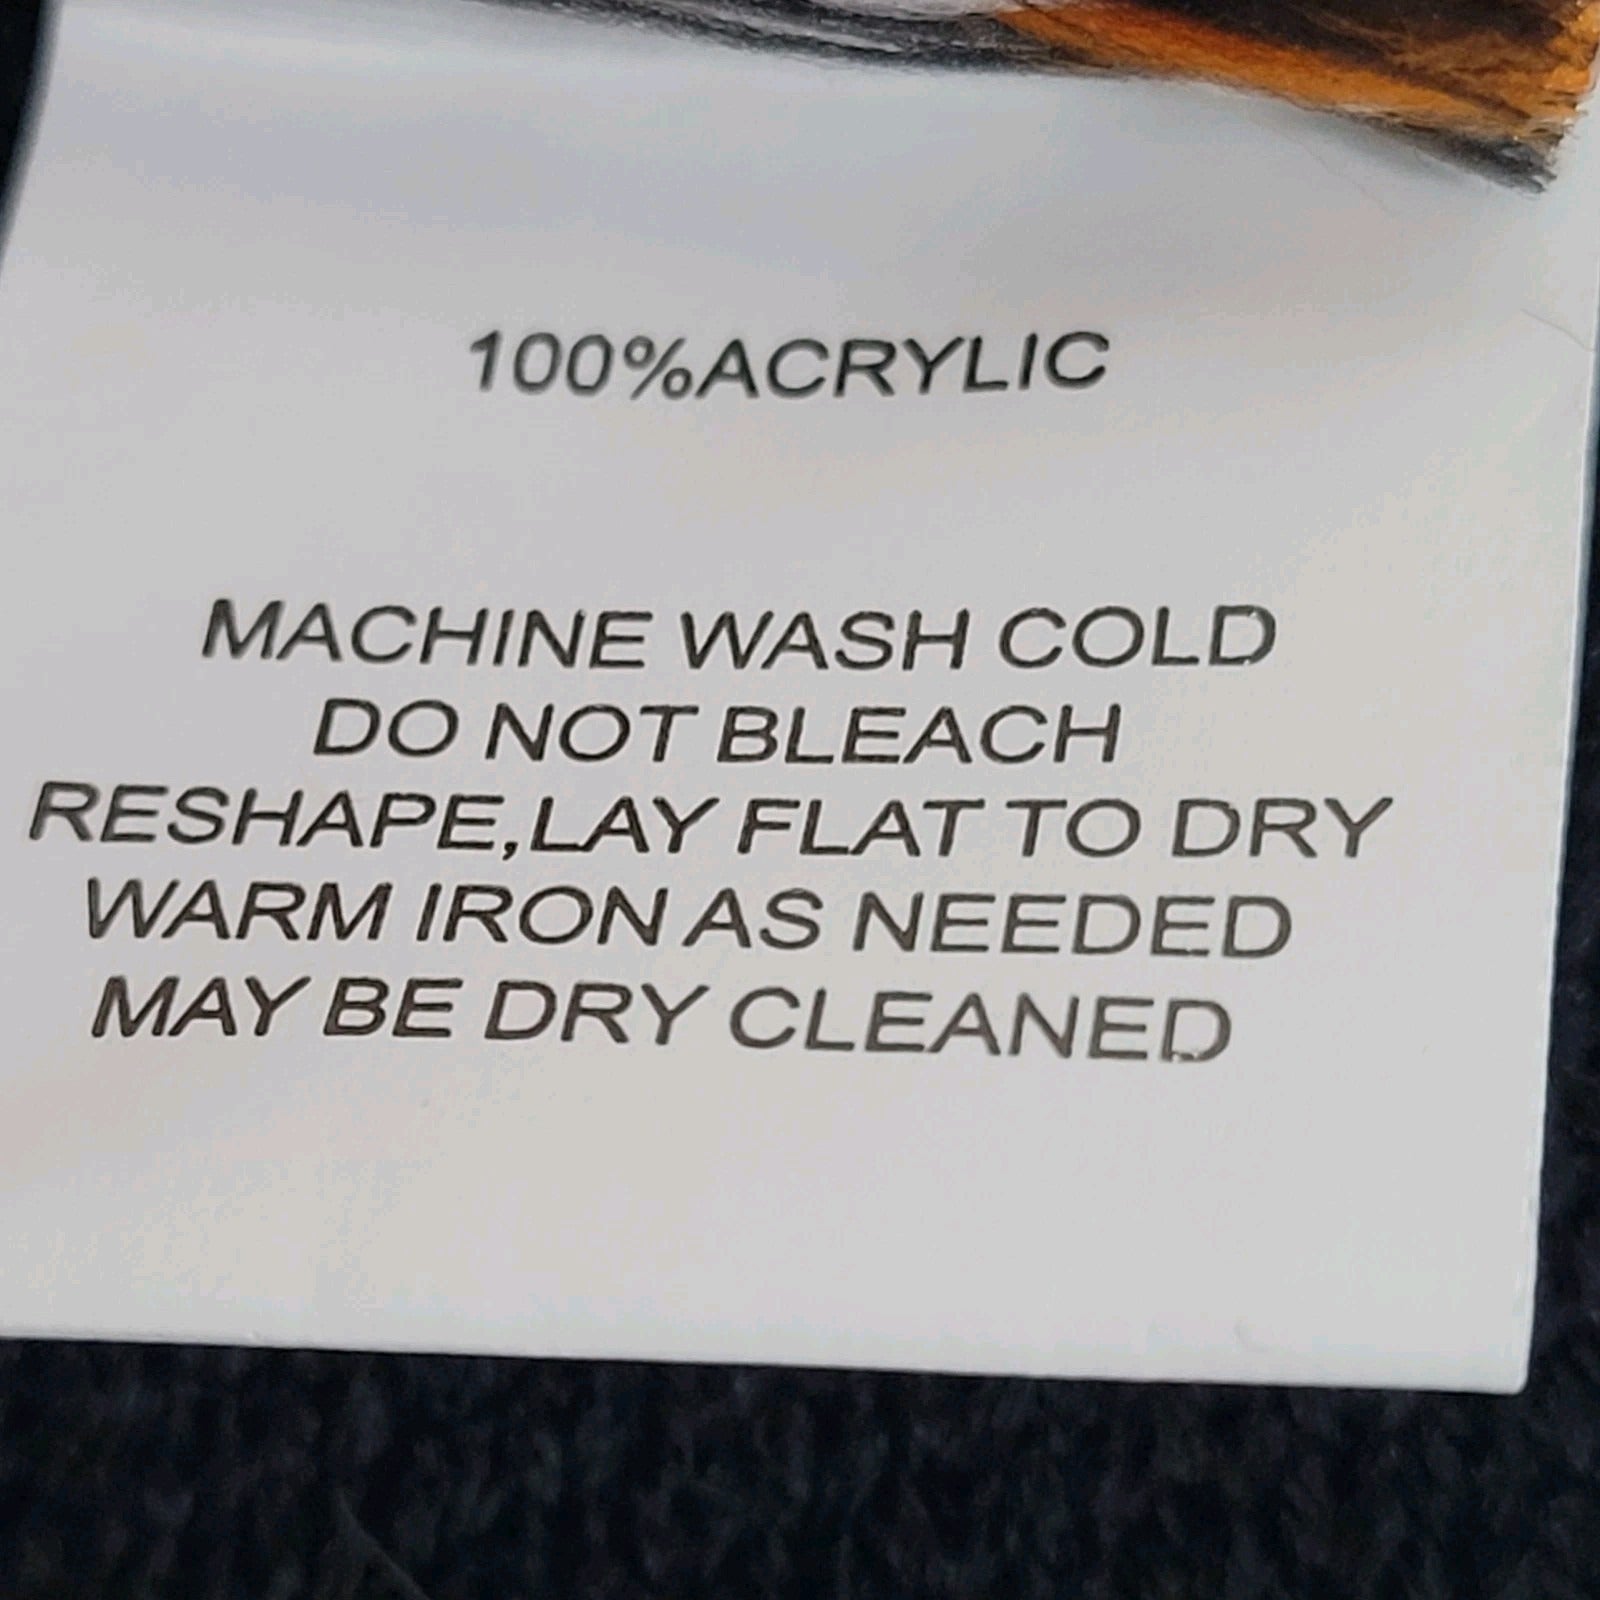 100%ACRYLIC
MACHINE WASH COLD
DO NOT BLEACH
RESHAPE,LAY FLAT TO DRY
WARM IRON AS NEEDED
MAY BE DRY CLEANED